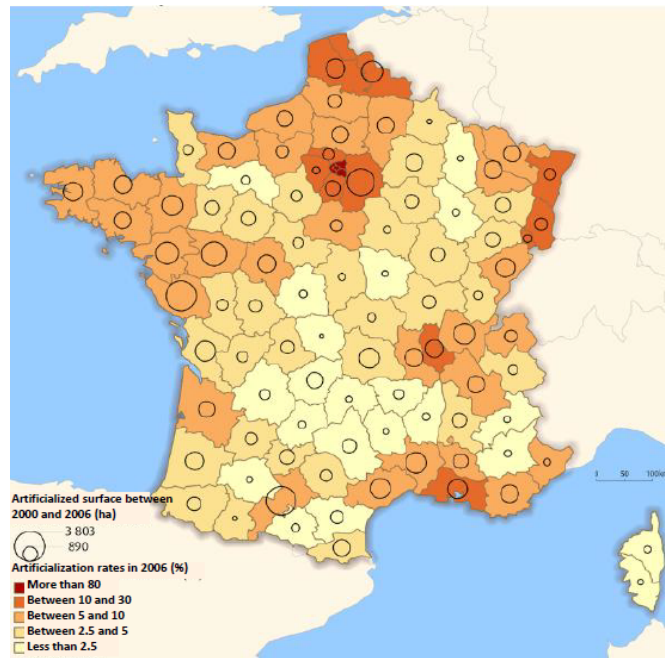 0 50 100k
Artificialized surface between
2000 and 2006 (ha)
3 803
890
Artificialization rates in 2006 (%)
More than 80
Between 10 and 30
Between 5 and 10
Between 2.5 and 5
Less than 2.5